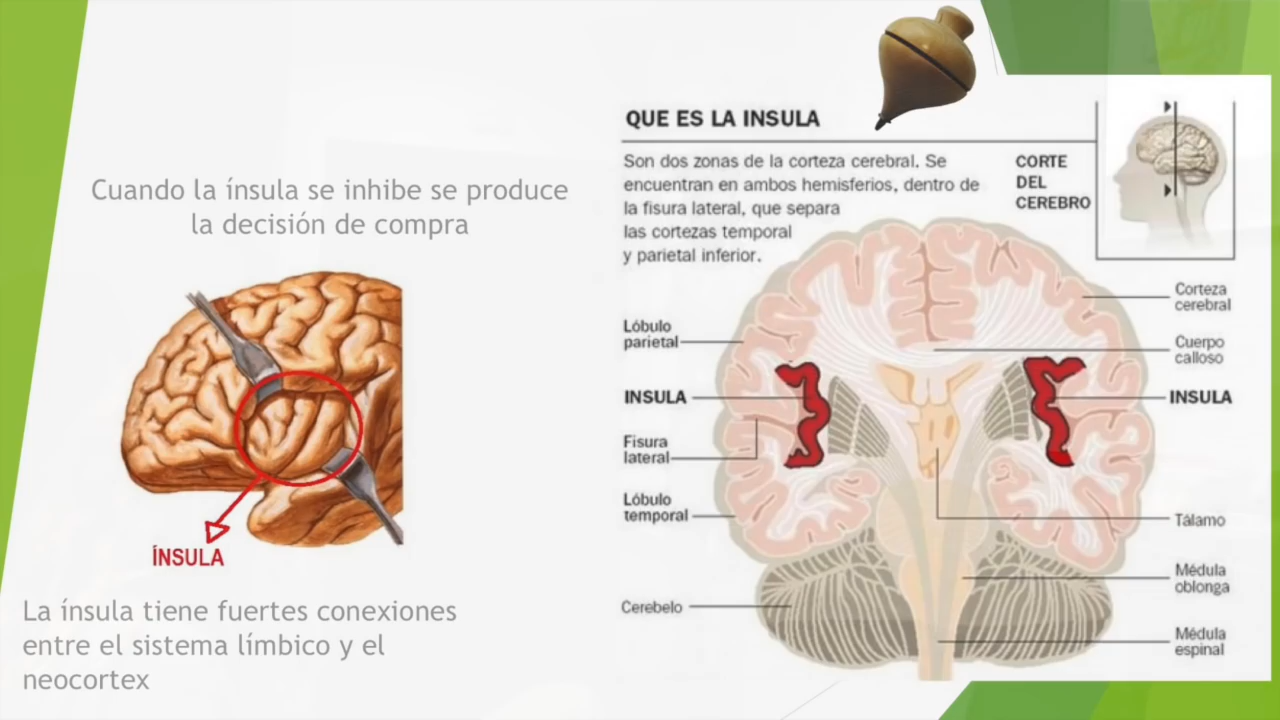 Cuando la ínsula se inhibe se produce
la decisión de compra
ÍNSULA
La ínsula tiene fuertes conexiones
entre el sistema límbico y el
neocortex
QUE ES LA INSULA
Son dos zonas de la corteza cerebral. Se
encuentran en ambos hemisferios, dentro de
la fisura lateral, que separa
las cortezas temporal
y parietal inferior.
CORTE
DEL
CEREBRO
Lóbulo
parietal
INSULA
Fisura
lateral
Lóbulo
temporal
Cerebelo
Corteza
cerebral
Cuerpo
calloso
INSULA
Tálamo
Médula
oblonga
Médula
espinal